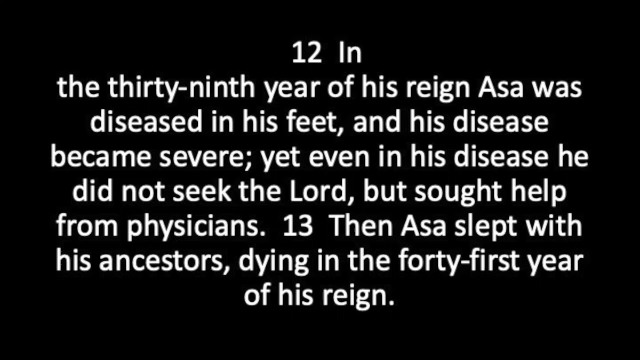 12  In
the thirty-ninth year of his reign Asa was
diseased in his feet, and his disease
became severe; yet even in his disease he
did not seek the Lord, but sought help
from physicians.  13  Then Asa slept with
his ancestors, dying in the forty-first year
of his reign.